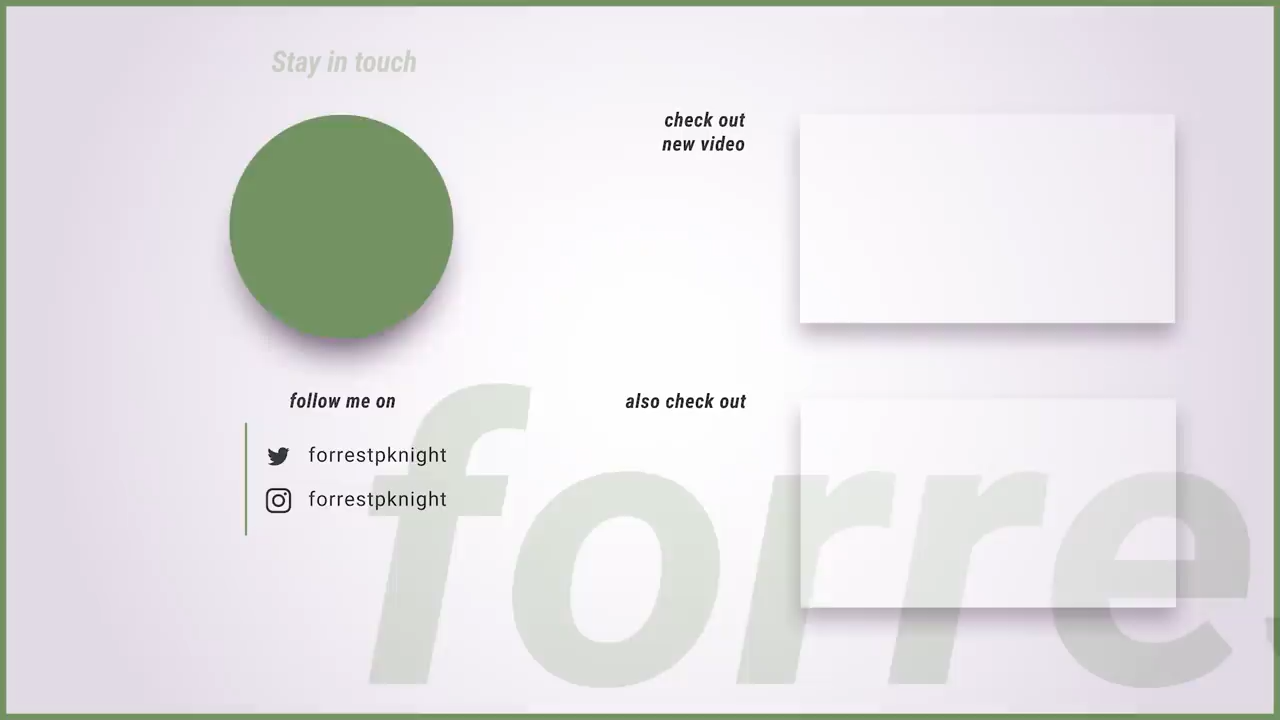 Stay in touch
check out
new video
follow me on
also check out
forrestpknight
forrestpknight
forre